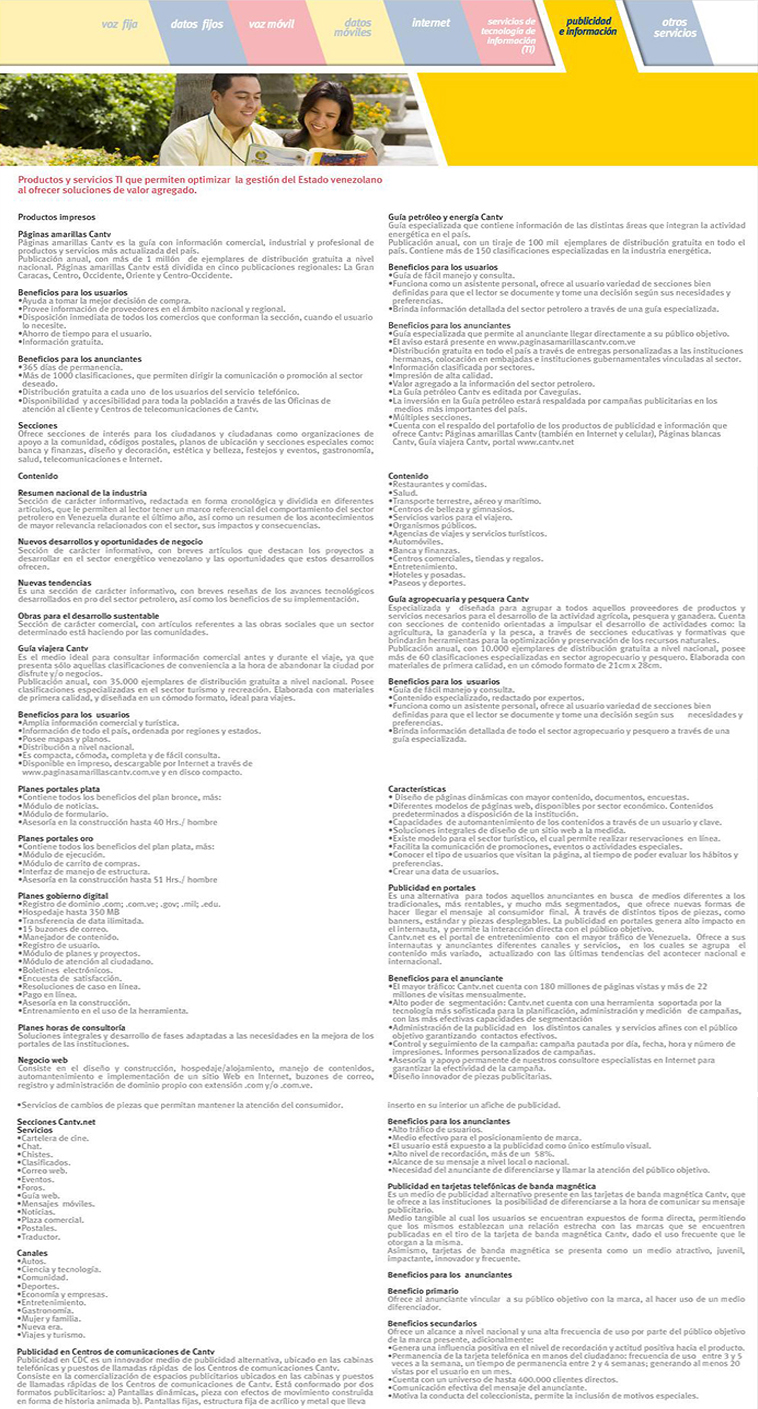 voz fija
datos fijos
voz móvil
datos
móviles
internet
servicios de
tecnología de
información
(TI)
publicidad
e información
otros
servicios
Productos y servicios TI que permiten optimizar la gestión del Estado venezolano
al ofrecer soluciones de valor agregado.
Productos impresos
Páginas amarillas Cantv
Páginas amarillas Cantv es la guía con información comercial, industrial y profesional de
productos y servicios más actualizada del país.
Publicación anual, con más de 1 millón de ejemplares de distribución gratuita a nivel
nacional. Páginas amarillas Cantv está dividida en cinco publicaciones regionales: La Gran
Caracas, Centro, Occidente, Oriente y Centro-Occidente.
Beneficios para los usuarios
•Ayuda a tomar la mejor decisión de compra.
•Provee información de proveedores en el ámbito nacional y regional.
•Disposición inmediata de todos los comercios que conforman la sección, cuando el usuario
lo necesite.
•Ahorro de tiempo para el usuario.
•Información gratuita.
Beneficios para los anunciantes
•365 días de permanencia.
•Más de 1000 clasificaciones, que permiten dirigir la comunicación o promoción al sector
deseado.
•Distribución gratuita a cada uno de los usuarios del servicio telefónico.
•Disponibilidad y accesibilidad para toda la población a través de las Oficinas de
atención al cliente y Centros de telecomunicaciones de Cantv.
Secciones
Ofrece secciones de interés para los ciudadanos y ciudadanas como organizaciones de
apoyo a la comunidad, códigos postales, planos de ubicación y secciones especiales como:
banca y finanzas, diseño y decoración, estética y belleza, festejos y eventos, gastronomía,
salud, telecomunicaciones e Internet.
Contenido
Resumen nacional de la industria
Sección de carácter informativo, redactada en forma cronológica y dividida en diferentes
artículos, que le permiten al lector tener un marco referencial del comportamiento del sector
petrolero en Venezuela durante el último año, así como un resumen de los acontecimientos
de mayor relevancia relacionados con el sector, sus impactos y consecuencias.
Nuevos desarrollos y oportunidades de negocio
Sección de carácter informativo, con breves artículos que destacan los proyectos a
desarrollar en el sector energético venezolano y las oportunidades que estos desarrollos
ofrecen.
Nuevas tendencias
Es una sección de carácter informativo, con breves reseñas de los avances tecnológicos
desarrollados en pro del sector petrolero, así como los beneficios de su implementación.
Obras para el desarrollo sustentable
Sección de carácter comercial, con artículos referentes a las obras sociales que un sector
determinado está haciendo por las comunidades.
Guía viajera Cantv
Es el medio ideal para consultar información comercial antes y durante el viaje, ya que
presenta sólo aquellas clasificaciones de conveniencia a la hora de abandonar la ciudad por
disfrute y/o negocios.
Publicación anual, con 35.000 ejemplares de distribución gratuita a nivel nacional. Posee
clasificaciones especializadas en el sector turismo y recreación. Elaborada con materiales
de primera calidad, y diseñada en un cómodo formato, ideal para viajes.
Beneficios para los usuarios
•Amplia información comercial y turística.
•Información de todo el país, ordenada por regiones y estados.
•Posee mapas y planos.
•Distribución a nivel nacional.
•Es compacta, cómoda, completa y de fácil consulta.
•Disponible en impreso, descargable por Internet a través de
www.paginasamarillascantv.com.ve y en disco compacto.
Planes portales plata
•Contiene todos los beneficios del plan bronce, más:
•Módulo de noticias.
•Módulo de formulario.
•Asesoría en la construcción hasta 40 Hrs./ hombre
Planes portales oro
•Contiene todos los beneficios del plan plata, más:
•Módulo de ejecución.
•Módulo de carrito de compras.
•Interfaz de manejo de estructura.
•Asesoría en la construcción hasta 51 Hrs./ hombre
Planes gobierno digital
•Registro de dominio .com; .com.ve; .gov; .mil; .edu.
•Hospedaje hasta 350 MB
•Transferencia de data ilimitada.
•15 buzones de correo.
•Manejador de contenido.
•Registro de usuario.
•Módulo de planes y proyectos.
•Módulo de atención al ciudadano.
•Boletines electrónicos.
•Encuesta de satisfacción.
•Resoluciones de caso en línea.
•Pago en línea.
•Asesoría en la construcción.
•Entrenamiento en el uso de la herramienta.
Planes horas de consultoría
Soluciones integrales y desarrollo de fases adaptadas a las necesidades en la mejora de los
portales de las instituciones.
Negocio web
Consiste en el diseño y construcción, hospedaje/alojamiento, manejo de contenidos,
automantenimiento e implementación de un sitio Web en Internet, buzones de correo,
registro y administración de dominio propio con extensión .com y/o .com.ve.
•Servicios de cambios de piezas que permitan mantener la atención del consumidor.
Secciones Cantv.net
Servicios
•Cartelera de cine.
•Chat.
•Chistes.
•Clasificados.
•Correo web.
•Eventos.
•Foros.
•Guía web.
•Mensajes móviles.
•Noticias.
•Plaza comercial.
•Postales.
•Traductor.
Canales
•Autos.
•Ciencia y tecnología.
•Comunidad.
•Deportes.
•Economía y empresas.
•Entretenimiento.
•Gastronomía.
•Mujer y familia.
•Nueva era.
•Viajes y turismo.
Publicidad en Centros de comunicaciones de Cantv
Publicidad en CDC es un innovador medio de publicidad alternativa, ubicado en las cabinas
telefónicas y puestos de llamadas rápidas de los Centros de comunicaciones Cantv.
Consiste en la comercialización de espacios publicitarios ubicados en las cabinas y puestos
de llamadas rápidas de los Centros de comunicaciones de Cantv. Está conformado por dos
formatos publicitarios: a) Pantallas dinámicas, pieza con efectos de movimiento construida
en forma de historia animada b). Pantallas fijas, estructura fija de acrílico y metal que lleva
Guía petróleo y energía Cantv
Guía especializada que contiene información de las distintas áreas que integran la actividad
energética en el país.
Publicación anual, con un tiraje de 100 mil ejemplares de distribución gratuita en todo el
país. Contiene más de 150 clasificaciones especializadas en la industria energética.
Beneficios para los usuarios
•Guía de fácil manejo y consulta.
•Funciona como un asistente personal, ofrece al usuario variedad de secciones bien
definidas para que el lector se documente y tome una decisión según sus necesidades y
preferencias.
•Brinda información detallada del sector petrolero a través de una guía especializada.
Beneficios para los anunciantes
•Guía especializada que permite al anunciante llegar directamente a su público objetivo.
•El aviso estará presente en www.paginasamarillascantv.com.ve
•Distribución gratuita en todo el país a través de entregas personalizadas a las instituciones
hermanas, colocación en embajadas e instituciones gubernamentales vinculadas al sector.
•Información clasificada por sectores.
•Impresión de alta calidad.
•Valor agregado a la información del sector petrolero.
•La Guía petróleo Cantv es editada por Caveguías.
•La inversión en la Guía petróleo estará respaldada por campañas publicitarias en los
medios más importantes del país.
•Múltiples secciones.
•Cuenta con el respaldo del portafolio de los productos de publicidad e información que
ofrece Cantv: Páginas amarillas Cantv (también en Internet y celular), Páginas blancas
Cantv, Guía viajera Cantv, portal www.cantv.net
Contenido
•Restaurantes y comidas.
•Salud.
•Transporte terrestre, aéreo y marítimo.
•Centros de belleza y gimnasios.
•Servicios varios para el viajero.
•Organismos públicos.
•Agencias de viajes y servicios turísticos.
•Automóviles.
•Banca y finanzas.
•Centros comerciales, tiendas y regalos.
•Entretenimiento.
•Hoteles y posadas.
•Paseos y deportes.
Guía agropecuaria y pesquera Cantv
Especializada y diseñada para agrupar a todos aquellos proveedores de productos y
servicios necesarios para el desarrollo de la actividad agrícola, pesquera y ganadera. Cuenta
con secciones de contenido orientadas a impulsar el desarrollo de actividades como: la
agricultura, la ganadería y la pesca, a través de secciones educativas y formativas que
brindarán herramientas para la optimización y preservación de los recursos naturales.
Publicación anual, con 10.000 ejemplares de distribución gratuita a nivel nacional, posee
más de 60 clasificaciones especializadas en sector agropecuario y pesquero. Elaborada con
materiales de primera calidad, en un cómodo formato de 21cm x 28cm.
Beneficios para los usuarios
•Guía de fácil manejo y consulta.
•Contenido especializado, redactado por expertos.
•Funciona como un asistente personal, ofrece al usuario variedad de secciones bien
definidas para que el lector se documente y tome una decisión según sus necesidades y
preferencias.
•Brinda información detallada de todo el sector agropecuario y pesquero a través de una
guía especializada.
Características
• Diseño de páginas dinámicas con mayor contenido, documentos, encuestas.
•Diferentes modelos de páginas web, disponibles por sector económico. Contenidos
predeterminados a disposición de la institución.
•Capacidades de automantenimiento de los contenidos a través de un usuario y clave.
•Soluciones integrales de diseño de un sitio web a la medida.
•Existe modelo para el sector turístico, el cual permite realizar reservaciones en línea.
•Facilita la comunicación de promociones, eventos o actividades especiales.
•Conocer el tipo de usuarios que visitan la página, al tiempo de poder evaluar los hábitos y
preferencias.
•Crear una data de usuarios.
Publicidad en portales
Es una alternativa para todos aquellos anunciantes en busca de medios diferentes a los
tradicionales, más rentables, y mucho más segmentados, que ofrece nuevas formas de
hacer llegar el mensaje al consumidor final. A través de distintos tipos de piezas, como
banners, estándar y piezas desplegables. La publicidad en portales genera alto impacto en
el internauta, y permite la interacción directa con el público objetivo.
Cantv.net es el portal de entretenimiento con el mayor tráfico de Venezuela. Ofrece a sus
internautas y anunciantes diferentes canales y servicios, en los cuales se agrupa el
contenido más variado, actualizado con las últimas tendencias del acontecer nacional e
internacional.
Beneficios para el anunciante
•El mayor tráfico: Cantv.net cuenta con 180 millones de páginas vistas y más de 22
millones de visitas mensualmente.
•Alto poder de segmentación: Cantv.net cuenta con una herramienta soportada por la
tecnología más sofisticada para la planificación, administración y medición de campañas,
con las más efectivas capacidades de segmentación
•Administración de la publicidad en los distintos canales y servicios afines con el público
objetivo garantizando contactos efectivos.
•Control y seguimiento de la campaña: campaña pautada por día, fecha, hora y número de
impresiones. Informes personalizados de campañas.
•Asesoría y apoyo permanente de nuestros consultore especialistas en Internet para
garantizar la efectividad de la campaña.
•Diseño innovador de piezas publicitarias.
inserto en su interior un afiche de publicidad.
Beneficios para los anunciantes
•Alto tráfico de usuarios.
•Medio efectivo para el posicionamiento de marca.
•El usuario está expuesto a la publicidad como único estímulo visual.
•Alto nivel de recordación, más de un 58%.
•Alcance de su mensaje a nivel local o nacional.
•Necesidad del anunciante de diferenciarse y llamar la atención del público objetivo.
Publicidad en tarjetas telefónicas de banda magnética
Es un medio de publicidad alternativo presente en las tarjetas de banda magnética Cantv, que
le ofrece a las instituciones la posibilidad de diferenciarse a la hora de comunicar su mensaje
publicitario.
Medio tangible al cual los usuarios se encuentran expuestos de forma directa, permitiendo
que los mismos establezcan una relación estrecha con las marcas que se encuentren
publicadas en el tiro de la tarjeta de banda magnética Cantv, dado el uso frecuente que le
otorgan a la misma.
Asimismo, tarjetas de banda magnética se presenta como un medio atractivo, juvenil,
impactante, innovador y frecuente.
Beneficios para los anunciantes
Beneficio primario
Ofrece al anunciante vincular a su público objetivo con la marca, al hacer uso de un medio
diferenciador.
Beneficios secundarios
Ofrece un alcance a nivel nacional y una alta frecuencia de uso por parte del público objetivo
de la marca presente, adicionalmente:
•Genera una influencia positiva en el nivel de recordación y actitud positiva hacia el producto.
•Permanencia de la tarjeta telefónica en manos del ciudadano: frecuencia de uso entre 3 y 5
veces a la semana, un tiempo de permanencia entre 2 y 4 semanas; generando al menos 20
vistas por el usuario en un mes.
•Cuenta con un universo de hasta 400.000 clientes directos.
•Comunicación efectiva del mensaje del anunciante.
•Motiva la conducta del coleccionista, permite la inclusión de motivos especiales.